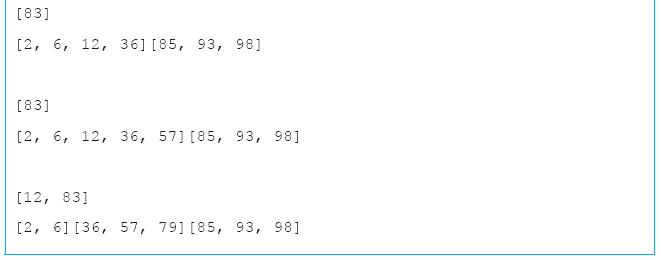 [83]
[2, 6, 12, 36][85, 93, 98]
[83]
[2, 6, 12, 36, 57][85, 93, 98]
[12, 83]
[2, 6][36, 57, 79][85, 93, 98]